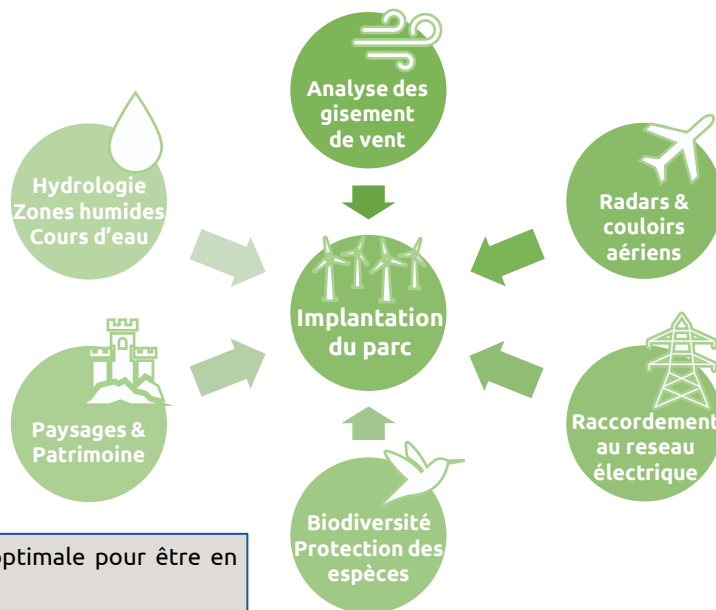 Analyse des
gisement
de vent
Hydrologie
Zones humides
Cours d’eau
Radars &
couloirs
aériens
Implantation
du parc
Paysages &
Patrimoine
Raccordement
au reseau
électrique
Biodiversité
Protection des
espèces
optimale pour être en